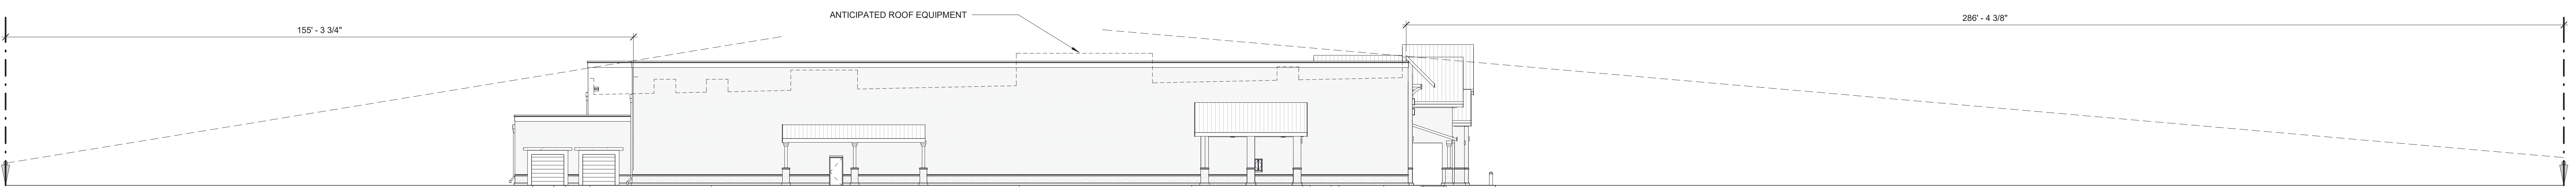 ANTICIPATED ROOF EQUIPMENT
286' - 4 3/8"
155' - 3 3/4"